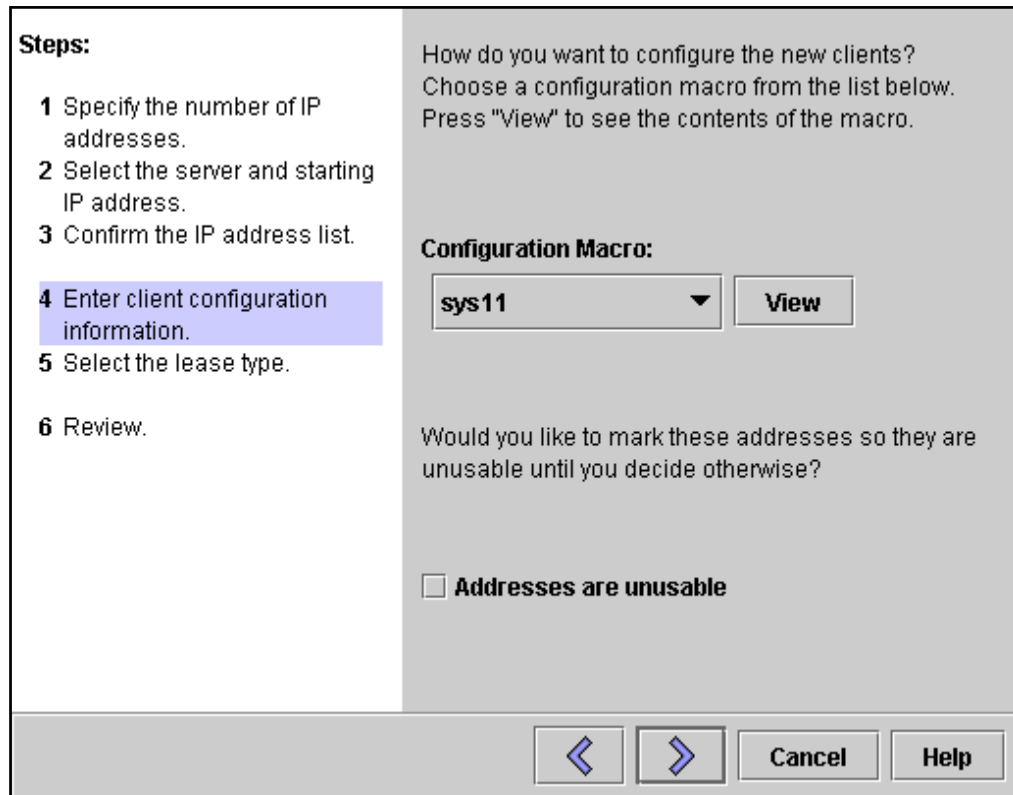 Steps:
1 Specify the number of IP
addresses.
2 Select the server and starting
IP address.
3 Confirm the IP address list.
4 Enter client configuration
information.
5 Select the lease type.
6 Review.
How do you want to configure the new clients?
Choose a configuration macro from the list below.
Press "View" to see the contents of the macro.
Configuration Macro:
sys11
View
Would you like to mark these addresses so they are
unusable until you decide otherwise?
Addresses are unusable
Cancel
Help